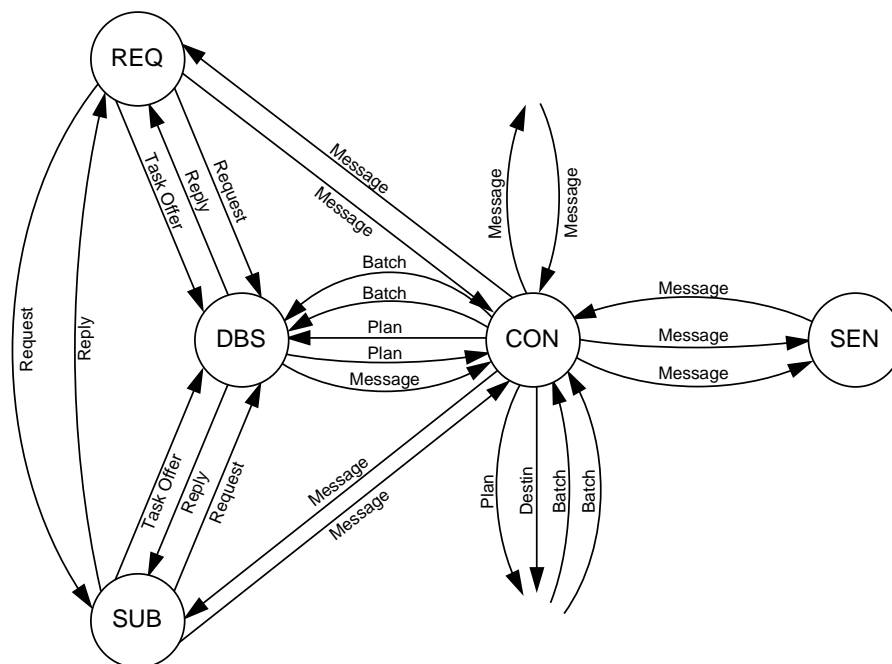 REQ
Message
Message
Task Offer
Reply
Request
Message
Message
Batch
Batch
Message
Request
Reply
DBS
Plan
Plan
Message
CON
Message
Message
SEN
Task Offer
Reply
Request
Message
Message
Plan
Destin
Batch
Batch
SUB